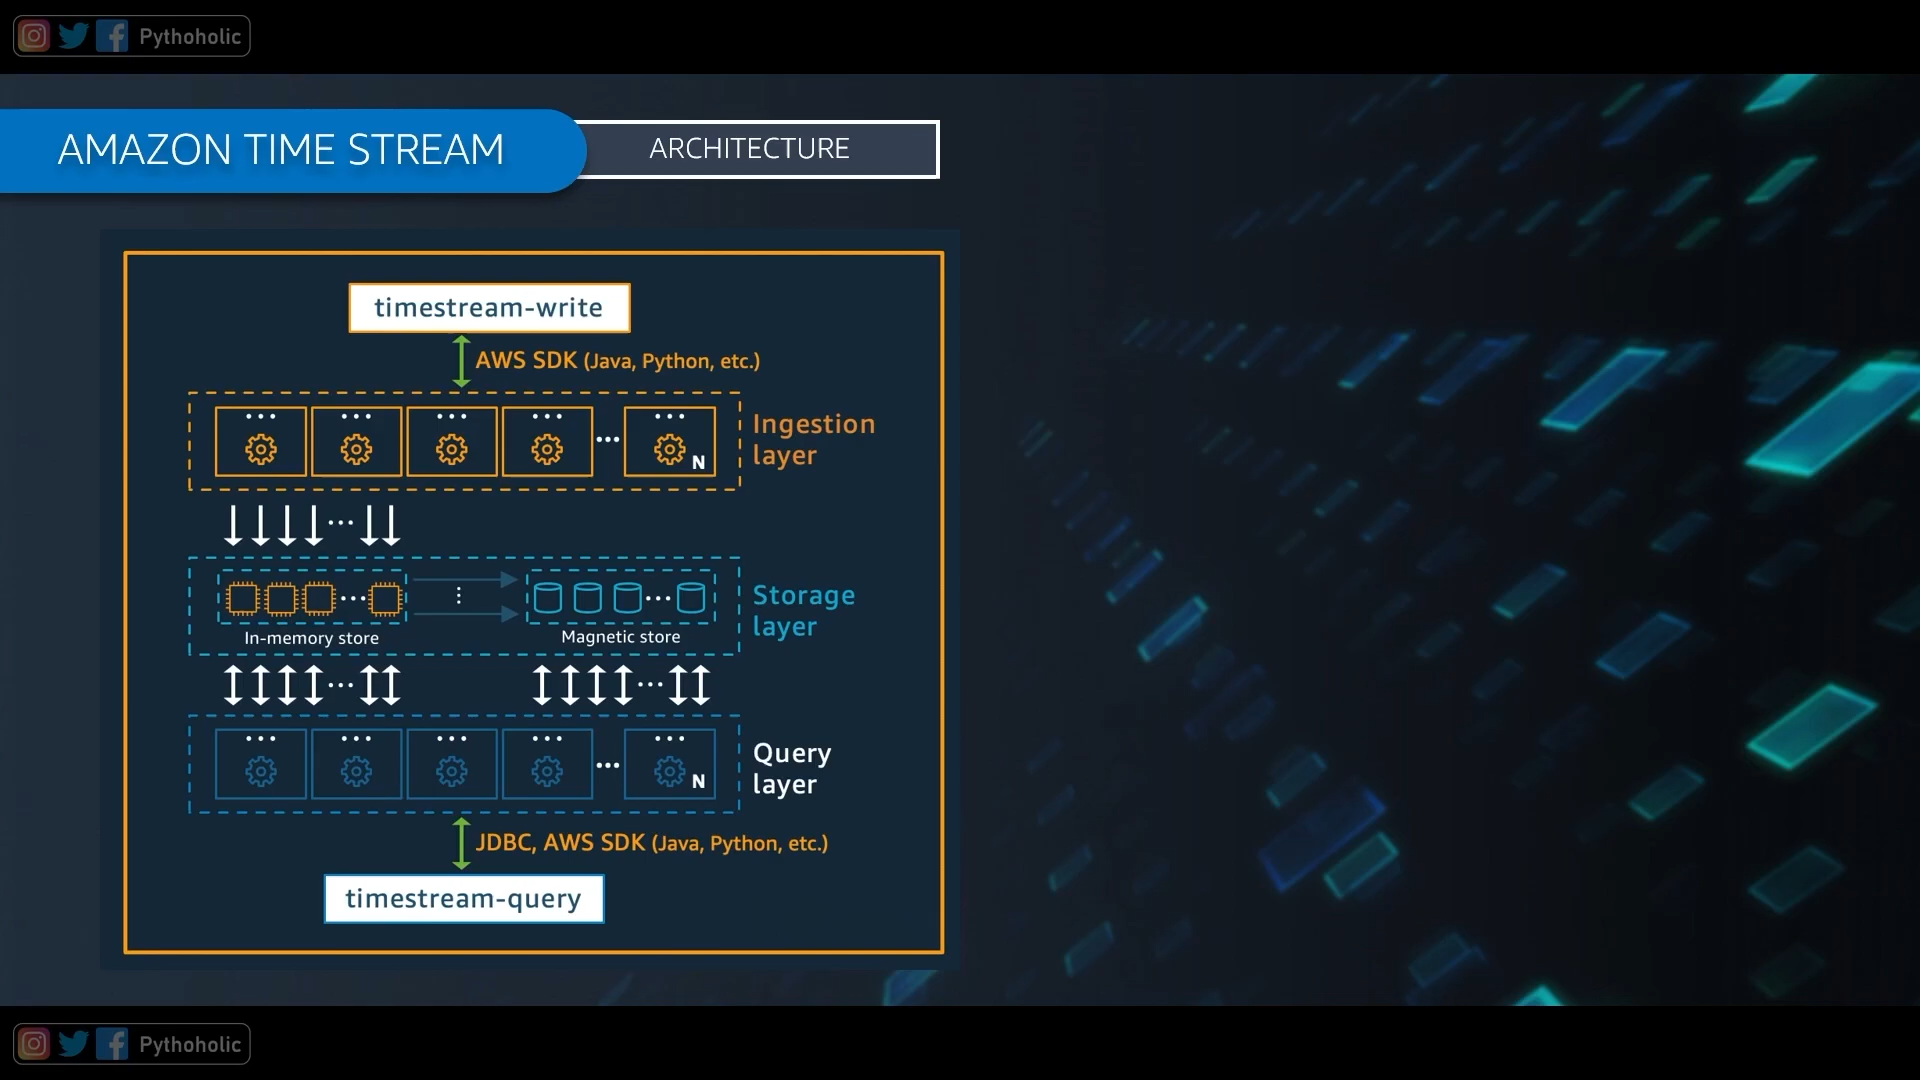 Pythoholic
AMAZON TIME STREAM
ARCHITECTURE
timestream-write
AWS SDK (Java, Python, etc.)
N
Ingestion
layer
In-memory store
Magnetic store
Storage
layer
N
Query
layer
JDBC, AWS SDK (Java, Python, etc.)
timestream-query
Pythoholic